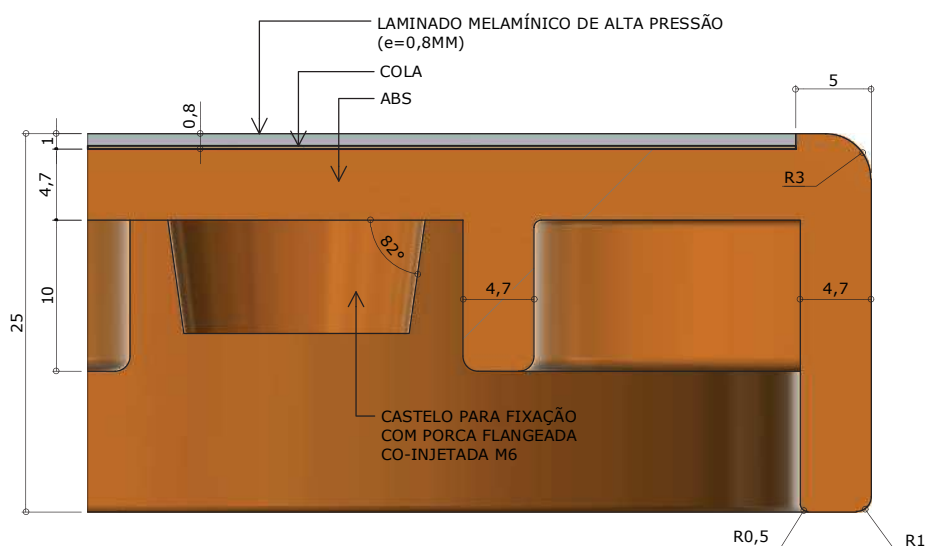 LAMINADO MELAMÍNICO DE ALTA PRESSÃO
(e=0,8MM)
COLA
ABS
5
0,8
1
4,7
R3
82°
10
25
4,7
4,7
CASTELO PARA FIXAÇÃO
COM PORCA FLANGEADA
CO-INJETADA M6
R0,5
R1